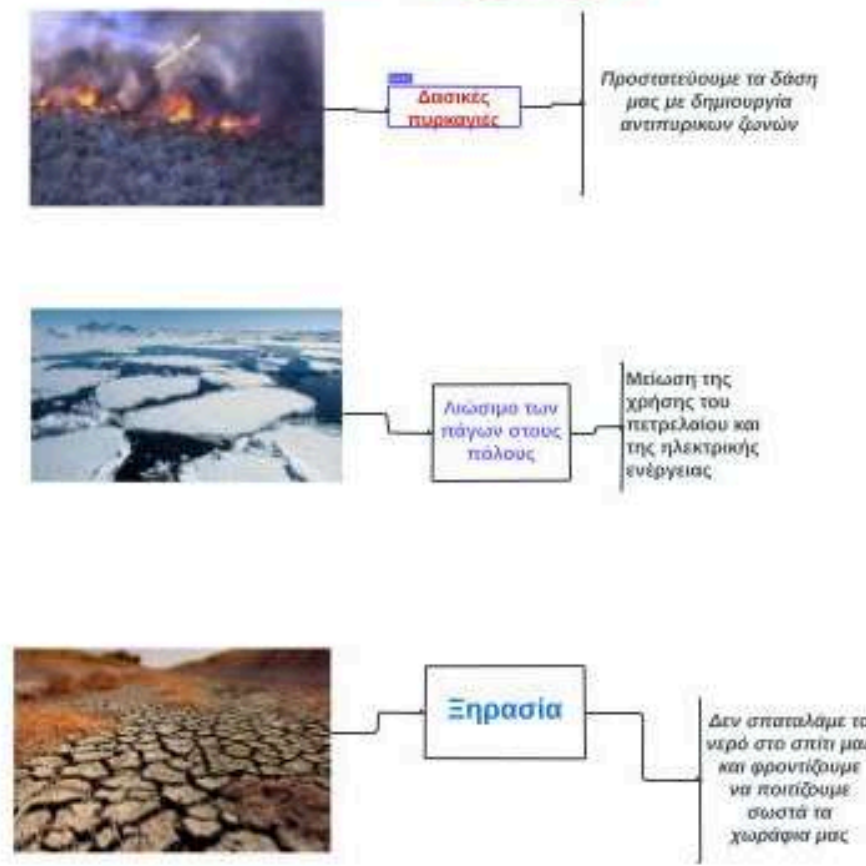 Δασικές
πυρκαγιές
Προστατεύουμε τα δάση
μας με δημιουργία
αντιπυρικων ζωνών
Λιώσιμο των
πάγων στους
πόλους
Μείωση της
χρήσης του
πετρελαίου και
της ηλεκτρικής
ενέργειας
Ξηρασία
Δεν σπαταλάμε το
νερό στο σπίτι μας
και φροντίζουμε
να ποιτίζουμε
σωστά τα
χωράφια μας